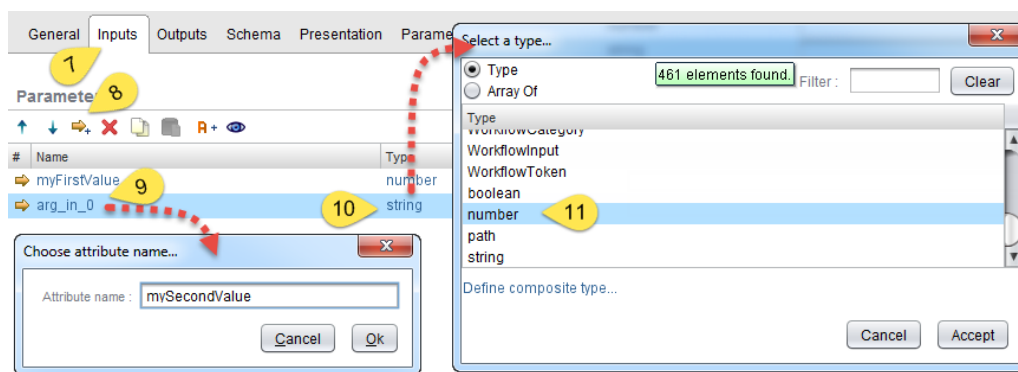 General Inputs Outputs Schema Presentation Parame
7
Paramete
8
A+
# Name Type
myFirstValue number
9
arg_in_0 10 string
Choose attribute name...
Attribute name : mySecondValue
Cancel Ok
Select a type...
Type
Array Of
461 elements found. Filter : Clear
Type
WorkflowCategory
WorkflowInput
WorkflowToken
boolean
number 11
path
string
Define composite type...
Cancel Accept